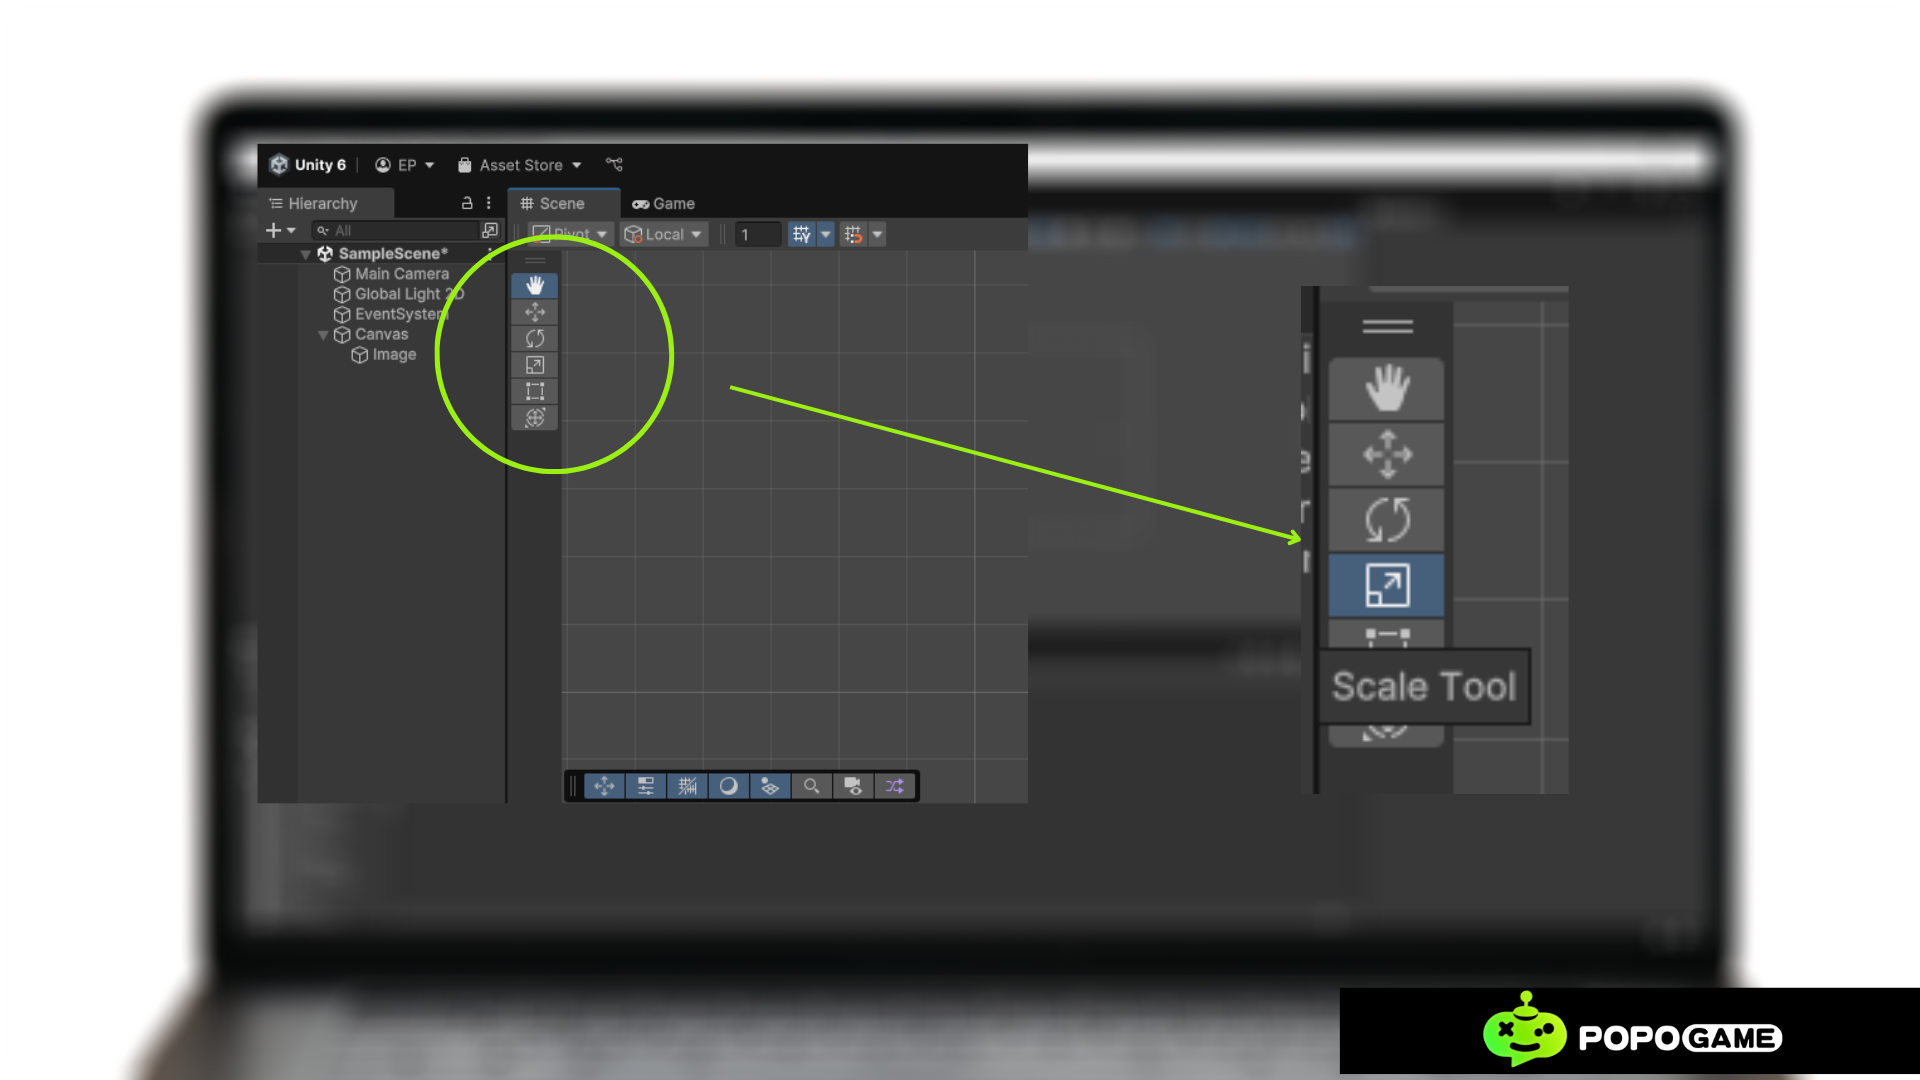 Unity 6 EP Asset Store
Hierarchy Scene Game
All Pivot Local 1
SampleScene*
Main Camera
Global Light 2D
EventSystem
Canvas
Image
Scale Tool
POPOGAME